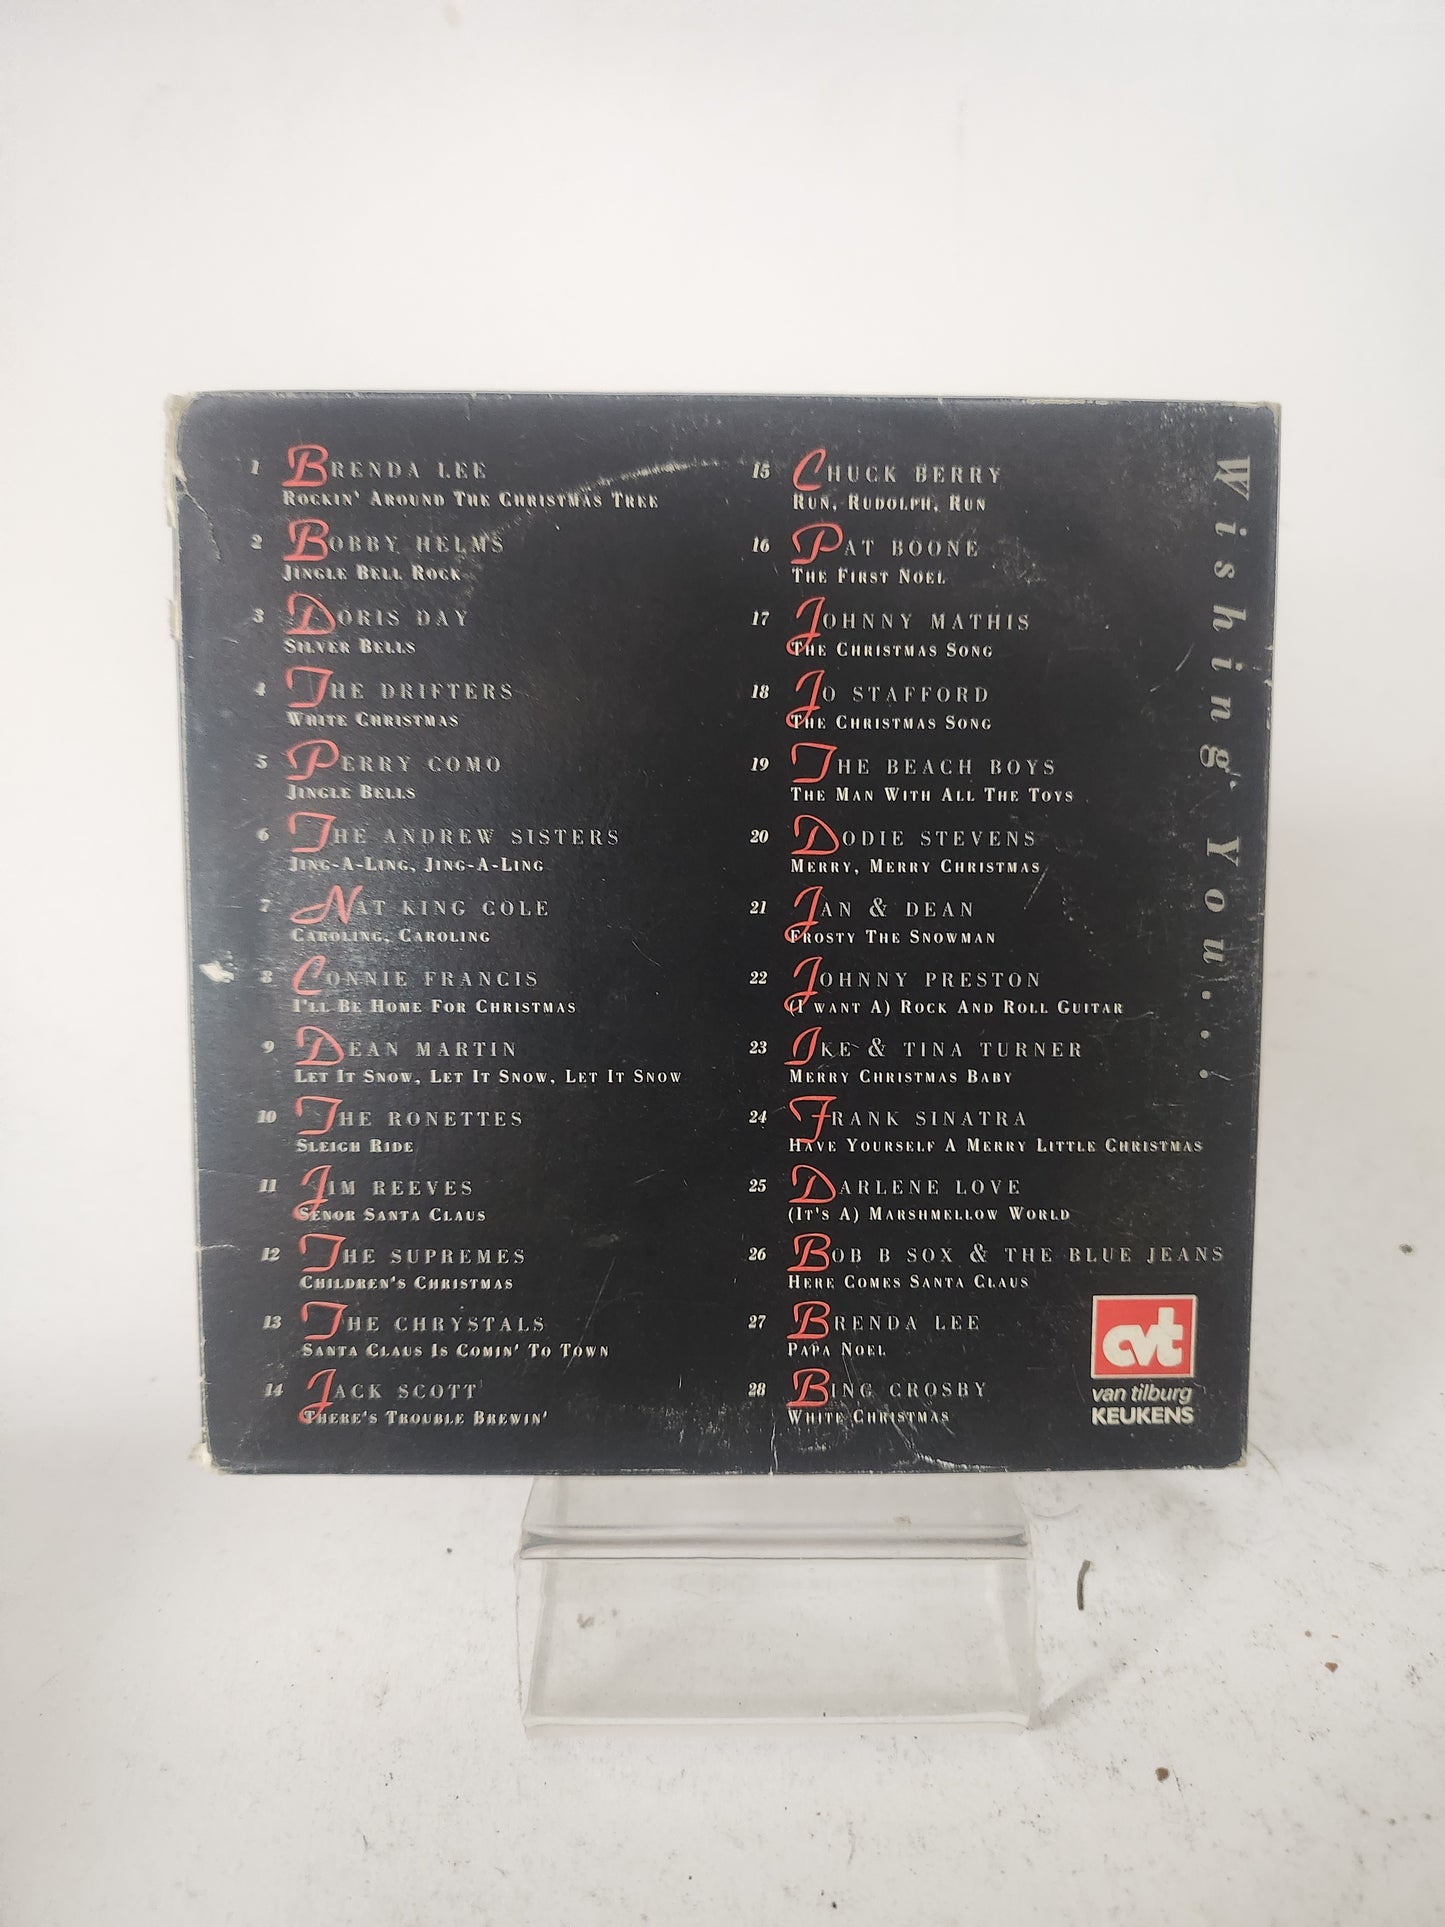 1 BRENDA LEE
ROCKIN' AROUND THE CHRISTMAS TREE
2 BOBBY HELMS
JINGLE BELL ROCK
3 DORIS DAY
SILVER BELLS
4 THE DRIFTERS
WHITE CHRISTMAS
5 PERRY COMO
JINGLE BELLS
6 THE ANDREW SISTERS
JING-A-LING, JING-A-LING
7 NAT KING COLE
CAROLING, CAROLING
8 CONNIE FRANCIS
I'LL BE HOME FOR CHRISTMAS
9 DEAN MARTIN
LET IT SNOW, LET IT SNOW, LET IT SNOW
10 THE RONETTES
SLEIGH RIDE
11 JIM REEVES
SENOR SANTA CLAUS
12 THE SUPREMES
CHILDREN'S CHRISTMAS
13 THE CHRYSTALS
SANTA CLAUS IS COMIN' TO TOWN
14 JACK SCOTT
THERE'S TROUBLE BREWIN'
15 CHUCK BERRY
RUN, RUDOLPH, RUN
16 PAT BOONE
THE FIRST NOEL
17 JOHNNY MATHIS
THE CHRISTMAS SONG
18 JO STAFFORD
THE CHRISTMAS SONG
19 THE BEACH BOYS
THE MAN WITH ALL THE TOYS
20 DODIE STEVENS
MERRY, MERRY CHRISTMAS
21 JAN & DEAN
FROSTY THE SNOWMAN
22 JOHNNY PRESTON
(I WANT A) ROCK AND ROLL GUITAR
23 IKE & TINA TURNER
MERRY CHRISTMAS BABY
24 FRANK SINATRA
HAVE YOURSELF A MERRY LITTLE CHRISTMAS
25 DARLENE LOVE
(IT'S A) MARSHMELLOW WORLD
26 BOB B SOX & THE BLUE JEANS
HERE COMES SANTA CLAUS
27 BRENDA LEE
PAPA NOEL
28 BING CROSBY
WHITE CHRISTMAS
Wishing You...
cvt
van tilburg
KEUKENS